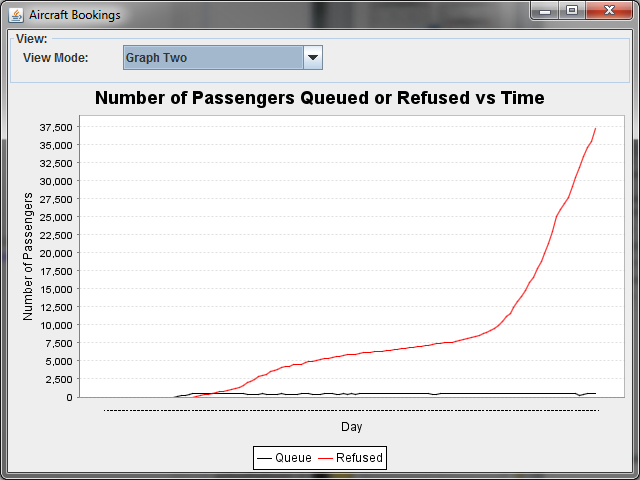 Aircraft Bookings
View:
View Mode: Graph Two
Number of Passengers Queued or Refused vs Time
Number of Passengers
37,500
35,000
32,500
30,000
27,500
25,000
22,500
20,000
17,500
15,000
12,500
10,000
7,500
5,000
2,500
0
Day
Queue Refused